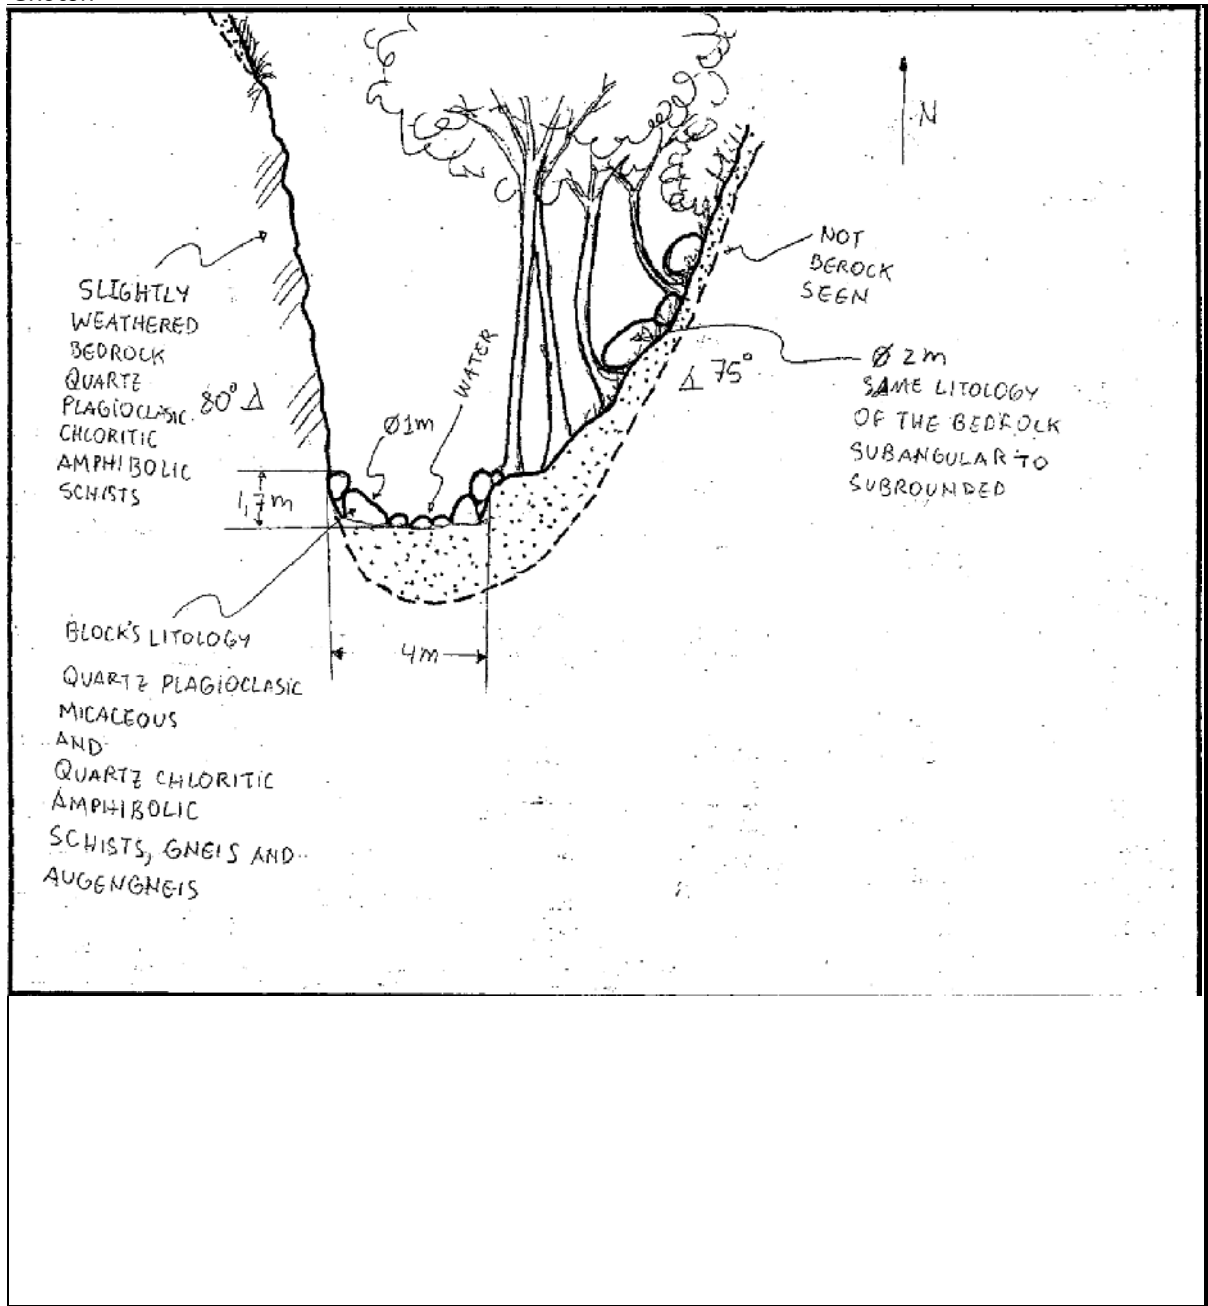 N
NOT
BEROCK
SEEN
SLIGHTLY
WEATHERED
BEDROCK
QUARTZ
PLAGIOCLASIC
CHLORITIC
AMPHIBOLIC
SCHISTS
80°
Ø1m
WATER
75°
Ø 2m
SAME LITOLOGY
OF THE BEDROCK
SUBANGULAR TO
SUBROUNDED
1,7m
4m
BLOCK'S LITOLOGY
QUARTZ PLAGIOCLASIC
MICACEOUS
AND
QUARTZ CHLORITIC
AMPHIBOLIC
SCHISTS, GNEIS AND
AUGENGNEIS